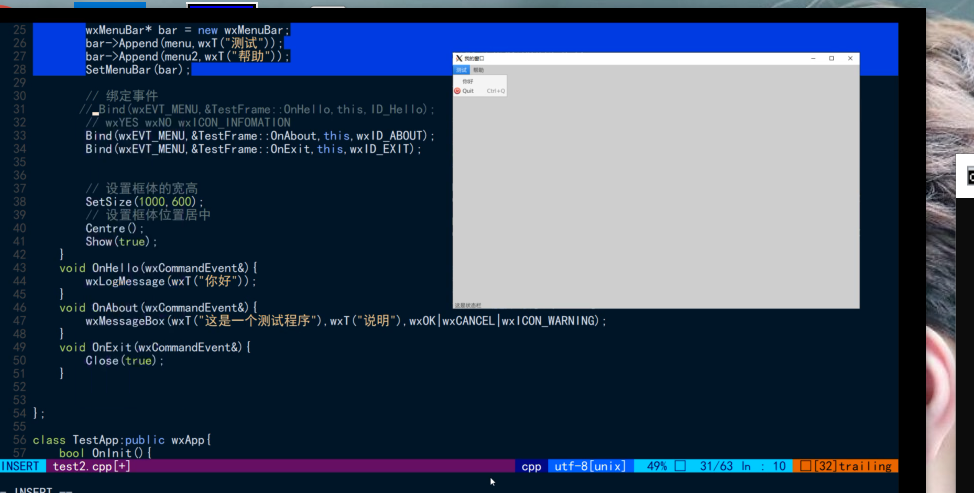 25 wxMenuBar* bar = new wxMenuBar;
26 bar->Append(menu,wxT("测试"));
27 bar->Append(menu2,wxT("帮助"));
28 SetMenuBar(bar);
29
30 // 绑定事件
31 // Bind(wxEVT_MENU,&TestFrame::OnHello,this,ID_Hello);
32 // wxYES wxNO wxICON_INFOMATION
33 Bind(wxEVT_MENU,&TestFrame::OnAbout,this,wxID_ABOUT);
34 Bind(wxEVT_MENU,&TestFrame::OnExit,this,wxID_EXIT);
35
36
37 // 设置框体的宽高
38 SetSize(1000,600);
39 // 设置框体位置居中
40 Centre();
41 Show(true);
42 }
43 void OnHello(wxCommandEvent&){
44 wxLogMessage(wxT("你好"));
45 }
46 void OnAbout(wxCommandEvent&){
47 wxMessageBox(wxT("这是一个测试程序"),wxT("说明"),wxOK|wxCANCEL|wxICON_WARNING);
48 }
49 void OnExit(wxCommandEvent&){
50 Close(true);
51 }
52
53
54 };
55
56 class TestApp:public wxApp{
57 bool OnInit(){
INSERT test2.cpp[+] cpp utf-8[unix] 49% 31/63 ln : 10 [32]trailing
-- INSERT --
我的窗口
测试 帮助
你好
Quit Ctrl+Q
这是状态栏